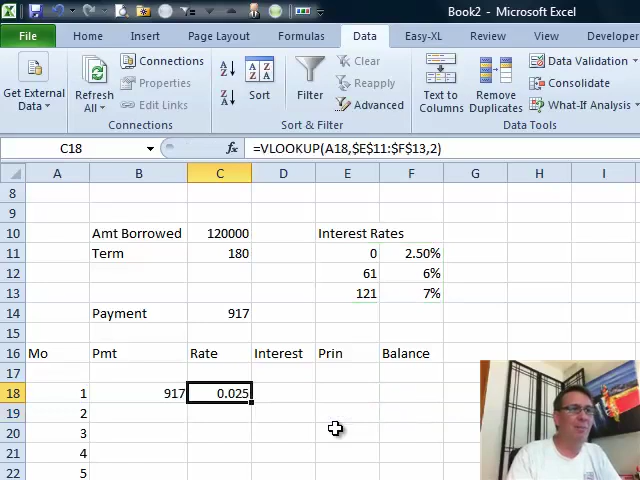 Book2 - Microsoft Excel
File Home Insert Formulas Data Easy-XL Review View Developer
Get External Data
Refresh All
Connections
Properties
Edit Links
Sort
Filter
Clear
Reapply
Advanced
Sort & Filter
Text to Columns
Remove Duplicates
Data Validation
Consolidate
What-If Analysis
Data Tools
C18 fx =VLOOKUP(A18,$E$11:$F$13,2)
A B C D E F G H I
8
9
10 Amt Borrowed 120000 Interest Rates
11 Term 180 0 2.50%
12 61 6%
13 121 7%
14 Payment 917
15
16 Mo Pmt Rate Interest Prin Balance
17
18 1 917 0.025
19 2
20 3
21 4
22 5